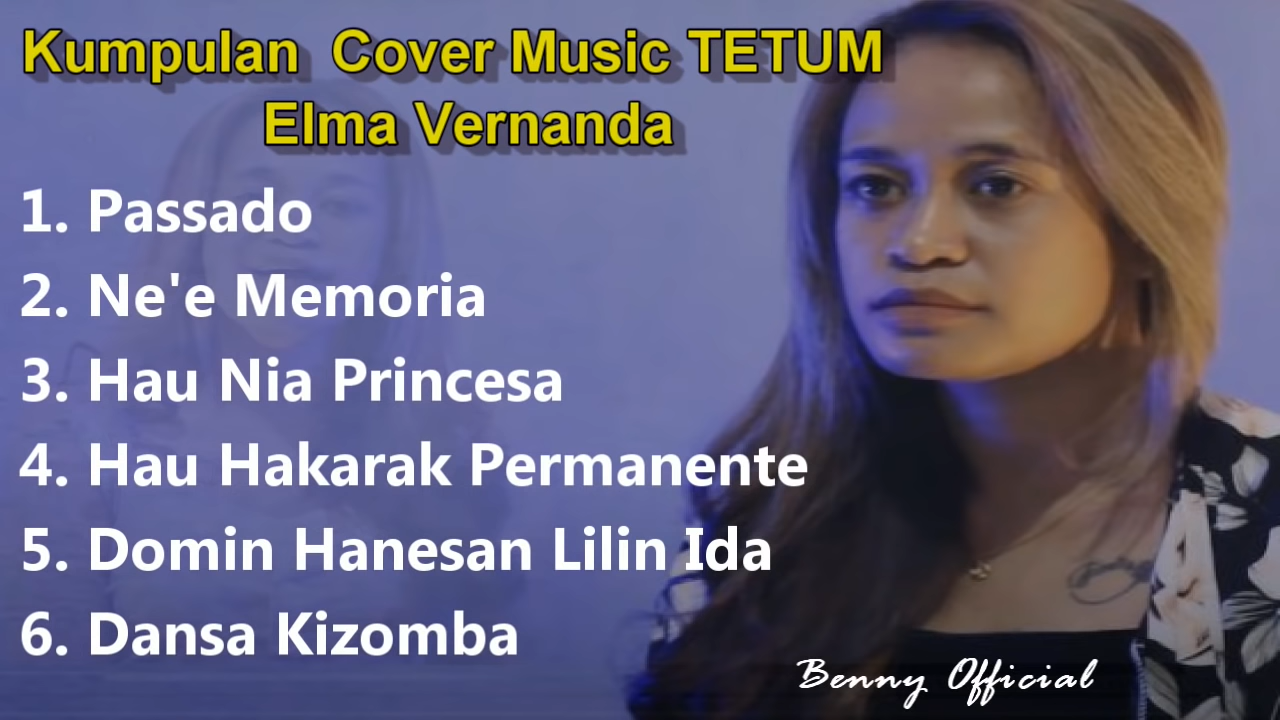 Kumpulan Cover Music TETUM
Elma Vernanda
1. Passado
2. Ne'e Memoria
3. Hau Nia Princesa
4. Hau Hakarak Permanente
5. Domin Hanesan Lilin Ida
6. Dansa Kizomba
Benny Official